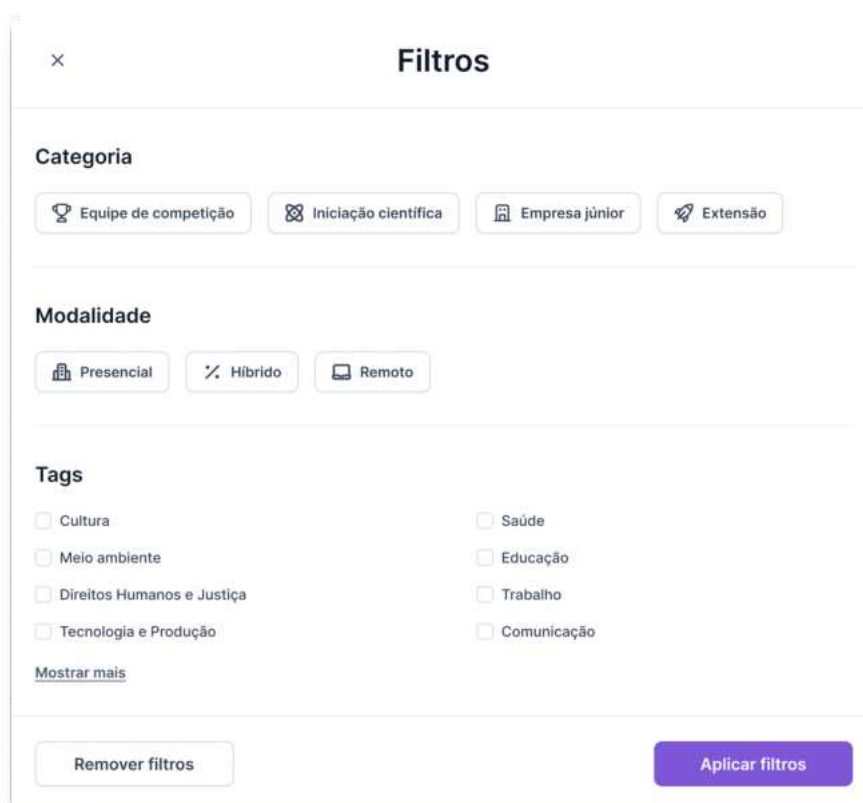 Filtros
Categoria
Equipe de competição Iniciação científica Empresa júnior Extensão
Modalidade
Presencial Híbrido Remoto
Tags
Cultura Saúde
Meio ambiente Educação
Direitos Humanos e Justiça Trabalho
Tecnologia e Produção Comunicação
Mostrar mais
Remover filtros Aplicar filtros